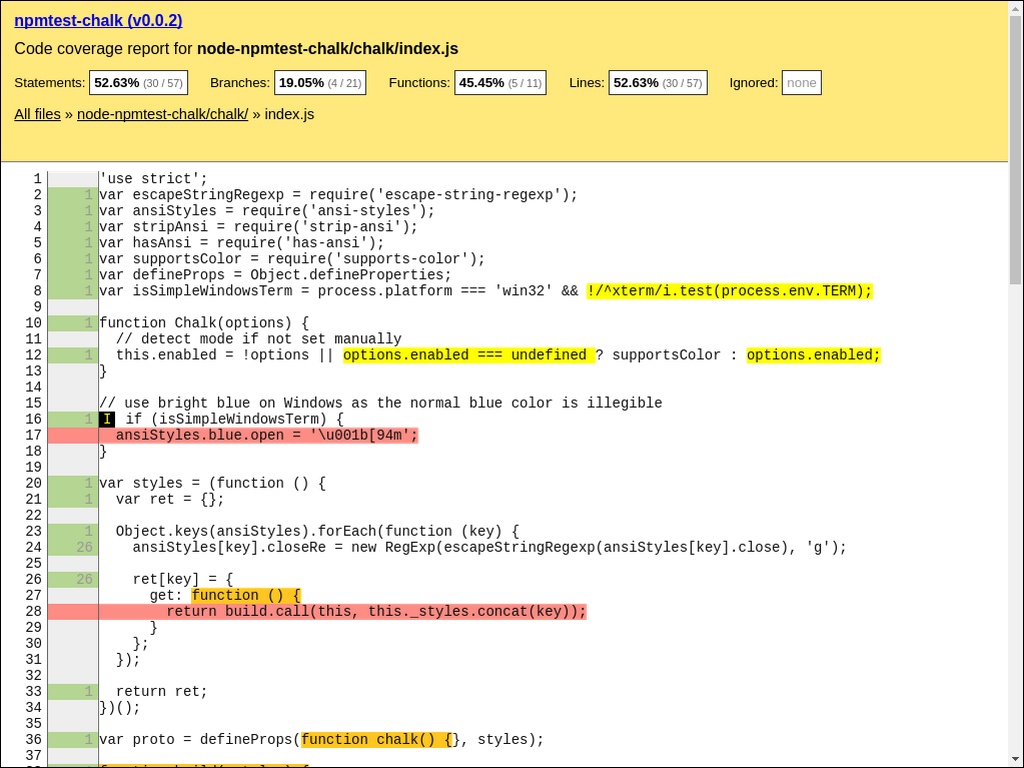 npmtest-chalk (v0.0.2)
Code coverage report for node-npmtest-chalk/chalk/index.js
Statements: 52.63% (30 / 57) Branches: 19.05% (4 / 21) Functions: 45.45% (5 / 11) Lines: 52.63% (30 / 57) Ignored: none
All files » node-npmtest-chalk/chalk/ » index.js
1 'use strict';
2 1 var escapeStringRegexp = require('escape-string-regexp');
3 1 var ansiStyles = require('ansi-styles');
4 1 var stripAnsi = require('strip-ansi');
5 1 var hasAnsi = require('has-ansi');
6 1 var supportsColor = require('supports-color');
7 1 var defineProps = Object.defineProperties;
8 1 var isSimpleWindowsTerm = process.platform === 'win32' && !/^xterm/i.test(process.env.TERM);
9
10 1 function Chalk(options) {
11 // detect mode if not set manually
12 1 this.enabled = !options || options.enabled === undefined ? supportsColor : options.enabled;
13 }
14
15 // use bright blue on Windows as the normal blue color is illegible
16 1 I if (isSimpleWindowsTerm) {
17 ansiStyles.blue.open = '\u001b[94m';
18 }
19
20 1 var styles = (function () {
21 1 var ret = {};
22
23 1 Object.keys(ansiStyles).forEach(function (key) {
24 26 ansiStyles[key].closeRe = new RegExp(escapeStringRegexp(ansiStyles[key].close), 'g');
25
26 26 ret[key] = {
27 get: function () {
28 return build.call(this, this._styles.concat(key));
29 }
30 };
31 });
32
33 1 return ret;
34 })();
35
36 1 var proto = defineProps(function chalk() {}, styles);
37